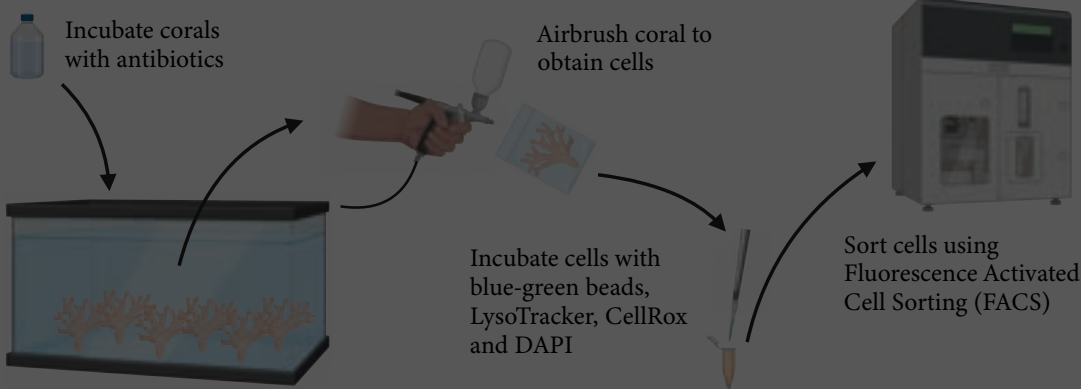 Incubate corals
with antibiotics
Airbrush coral to
obtain cells
Incubate cells with
blue-green beads,
LysoTracker, CellRox
and DAPI
Sort cells using
Fluorescence Activated
Cell Sorting (FACS)